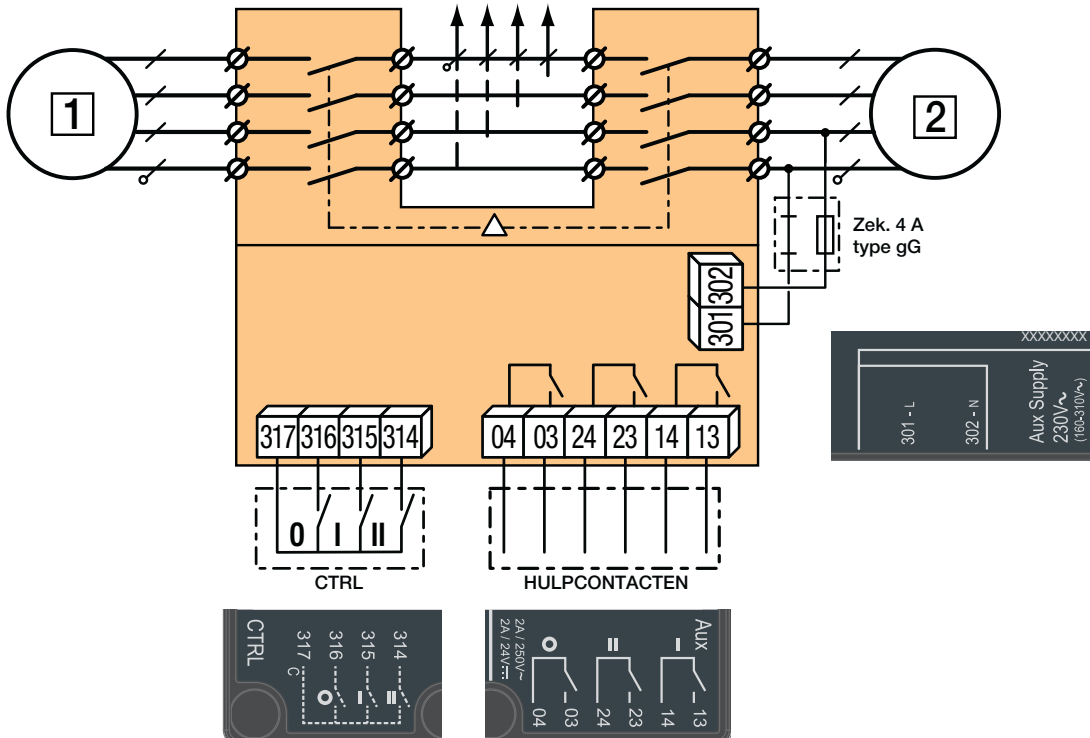 1
2
Zek. 4 A
type gG
302
301
XXXXXXXX
301 - L
302 - N
Aux Supply
230V~
(160-310V~)
317 316 315 314
04 03 24 23 14 13
0 I II
CTRL
HULPCONTACTEN
CTRL
317
316
315
314
C
O
I
II
Aux
2A / 250V~
2A / 24V⎓
O
II
I
04
03
24
23
14
13